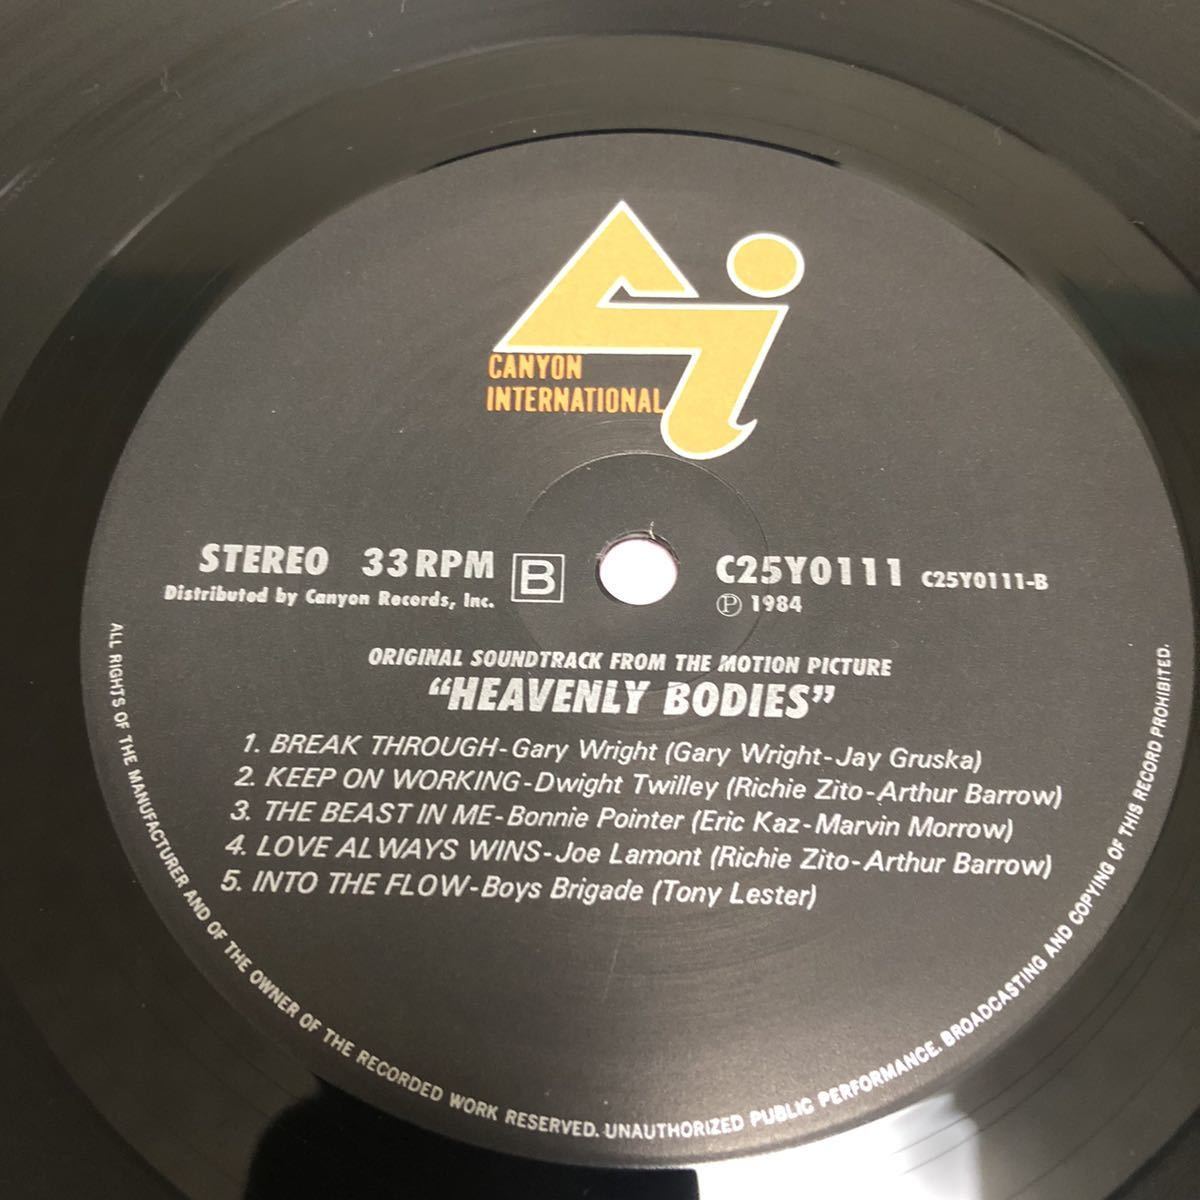 CANYON
INTERNATIONAL
STEREO 33 RPM B C25Y0111 C25Y0111-B
Distributed by Canyon Records, Inc. Ⓟ 1984
ORIGINAL SOUNDTRACK FROM THE MOTION PICTURE
“HEAVENLY BODIES”
1. BREAK THROUGH-Gary Wright (Gary Wright-Jay Gruska)
2. KEEP ON WORKING-Dwight Twilley (Richie Zito-Arthur Barrow)
3. THE BEAST IN ME-Bonnie Pointer (Eric Kaz-Marvin Morrow)
4. LOVE ALWAYS WINS-Joe Lamont (Richie Zito-Arthur Barrow)
5. INTO THE FLOW-Boys Brigade (Tony Lester)
ALL RIGHTS OF THE MANUFACTURER AND OF THE OWNER OF THE RECORDED WORK RESERVED. UNAUTHORIZED PUBLIC PERFORMANCE. BROADCASTING AND COPYING OF THIS RECORD PROHIBITED.